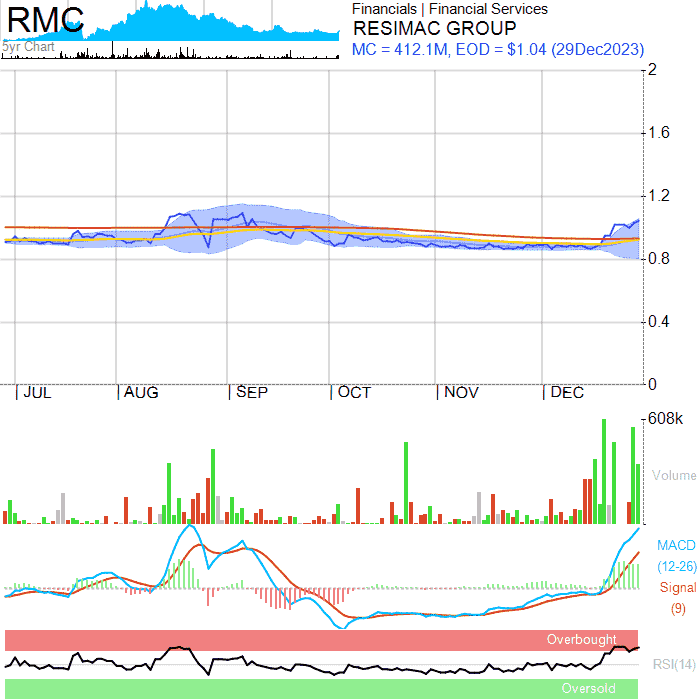 RMC
5yr Chart
Financials | Financial Services
RESIMAC GROUP
MC = 412.1M, EOD = $1.04 (29Dec2023)
2
1.6
1.2
0.8
0.4
0
JUL AUG SEP OCT NOV DEC
608k
Volume
MACD
(12-26)
Signal
(9)
Overbought
RSI(14)
Oversold